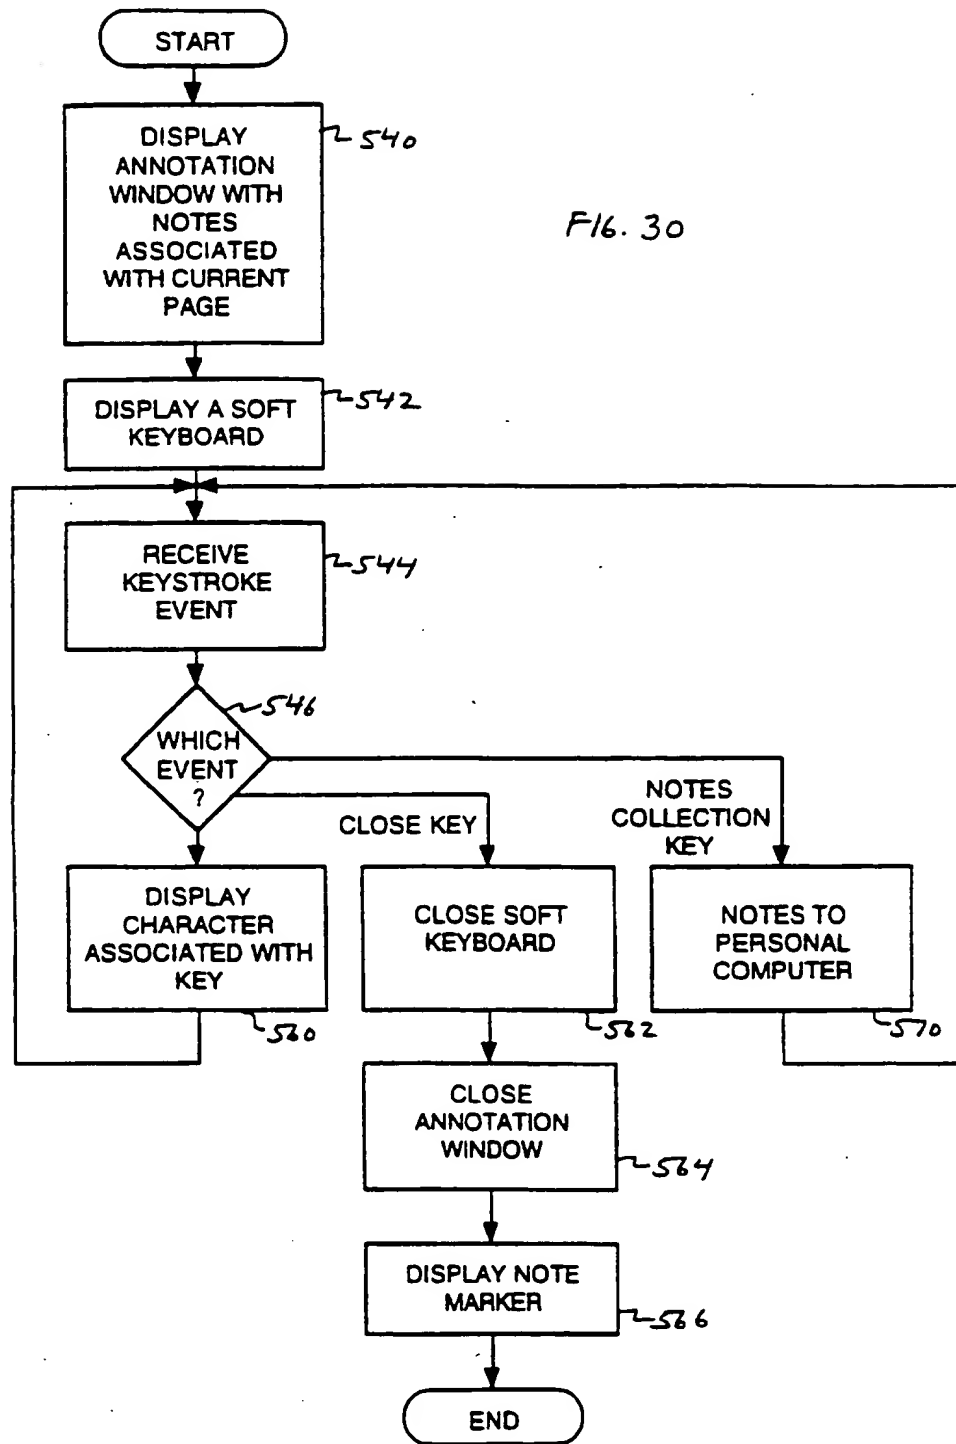 START
DISPLAY
ANNOTATION
WINDOW WITH
NOTES
ASSOCIATED
WITH CURRENT
PAGE
540
FIG. 30
DISPLAY A SOFT
KEYBOARD
542
RECEIVE
KEYSTROKE
EVENT
544
WHICH
EVENT
?
546
CLOSE KEY
NOTES
COLLECTION
KEY
DISPLAY
CHARACTER
ASSOCIATED WITH
KEY
560
CLOSE SOFT
KEYBOARD
562
NOTES TO
PERSONAL
COMPUTER
570
CLOSE
ANNOTATION
WINDOW
564
DISPLAY NOTE
MARKER
566
END